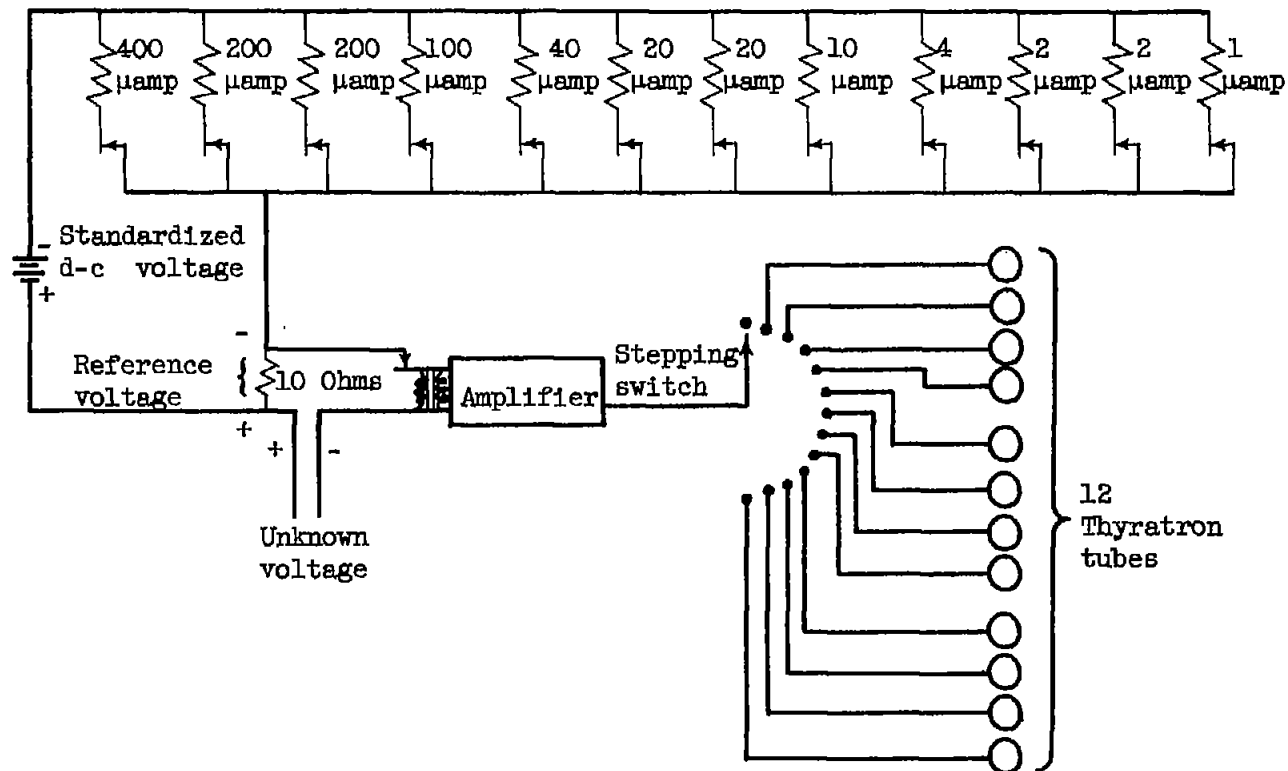 400 200 200 100 40 20 20 10 4 2 2 1
µamp µamp µamp µamp µamp µamp µamp µamp µamp µamp µamp µamp
Standardized -
d-c voltage
+
-
Reference
voltage
{ 10 Ohms
+
+ -
Unknown
voltage
Amplifier
Stepping
switch
12
Thyratron
tubes